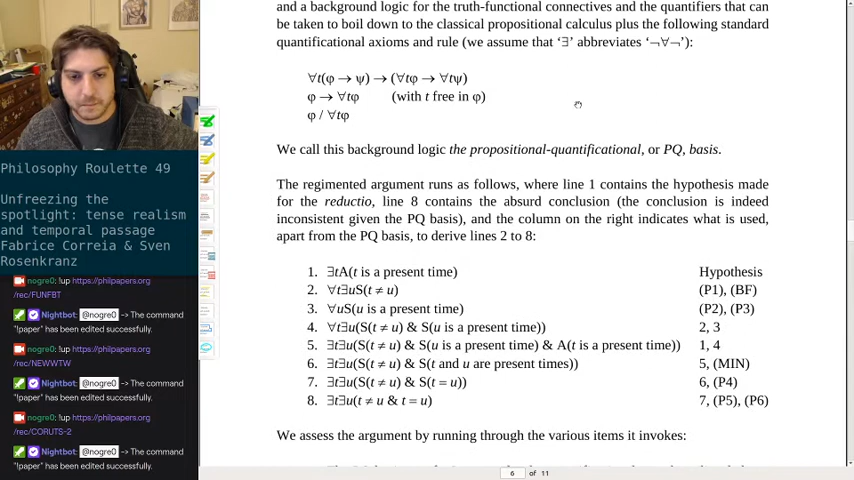 and a background logic for the truth-functional connectives and the quantifiers that can
be taken to boil down to the classical propositional calculus plus the following standard
quantificational axioms and rule (we assume that ‘∃’ abbreviates ‘¬∀¬’):
∀t(φ → ψ) → (∀tφ → ∀tψ)
φ → ∀tφ (with t free in φ)
φ / ∀tφ
We call this background logic the propositional-quantificational, or PQ, basis.
The regimented argument runs as follows, where line 1 contains the hypothesis made
for the reductio, line 8 contains the absurd conclusion (the conclusion is indeed
inconsistent given the PQ basis), and the column on the right indicates what is used,
apart from the PQ basis, to derive lines 2 to 8:
1. ∃tA(t is a present time) Hypothesis
2. ∀t∃uS(t ≠ u) (P1), (BF)
3. ∀uS(u is a present time) (P2), (P3)
4. ∀t∃u(S(t ≠ u) & S(u is a present time)) 2, 3
5. ∃t∃u(S(t ≠ u) & S(u is a present time) & A(t is a present time)) 1, 4
6. ∃t∃u(S(t ≠ u) & S(t and u are present times)) 5, (MIN)
7. ∃t∃u(S(t ≠ u) & S(t = u)) 6, (P4)
8. ∃t∃u(t ≠ u & t = u) 7, (P5), (P6)
We assess the argument by running through the various items it invokes:
6 of 11
Philosophy Roulette 49
Unfreezing the
spotlight: tense realism
and temporal passage
Fabrice Correia & Sven
Rosenkranz
nogre0: !up https://philpapers.org
/rec/FUNFBT
Nightbot: @nogre0 -> The command
"!paper" has been edited successfully.
nogre0: !up https://philpapers.org
/rec/NEWWTW
Nightbot: @nogre0 -> The command
"!paper" has been edited successfully.
nogre0: !up https://philpapers.org
/rec/CORUTS-2
Nightbot: @nogre0 -> The command
"!paper" has been edited successfully.